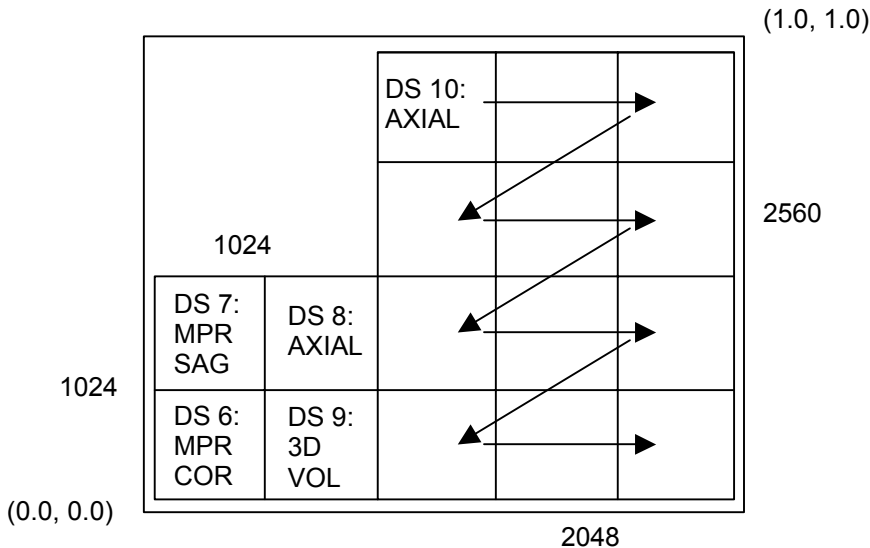 (1.0, 1.0)
DS 10:
AXIAL
2560
1024
DS 7:
MPR
SAG
DS 8:
AXIAL
1024
DS 6:
MPR
COR
DS 9:
3D
VOL
(0.0, 0.0)
2048